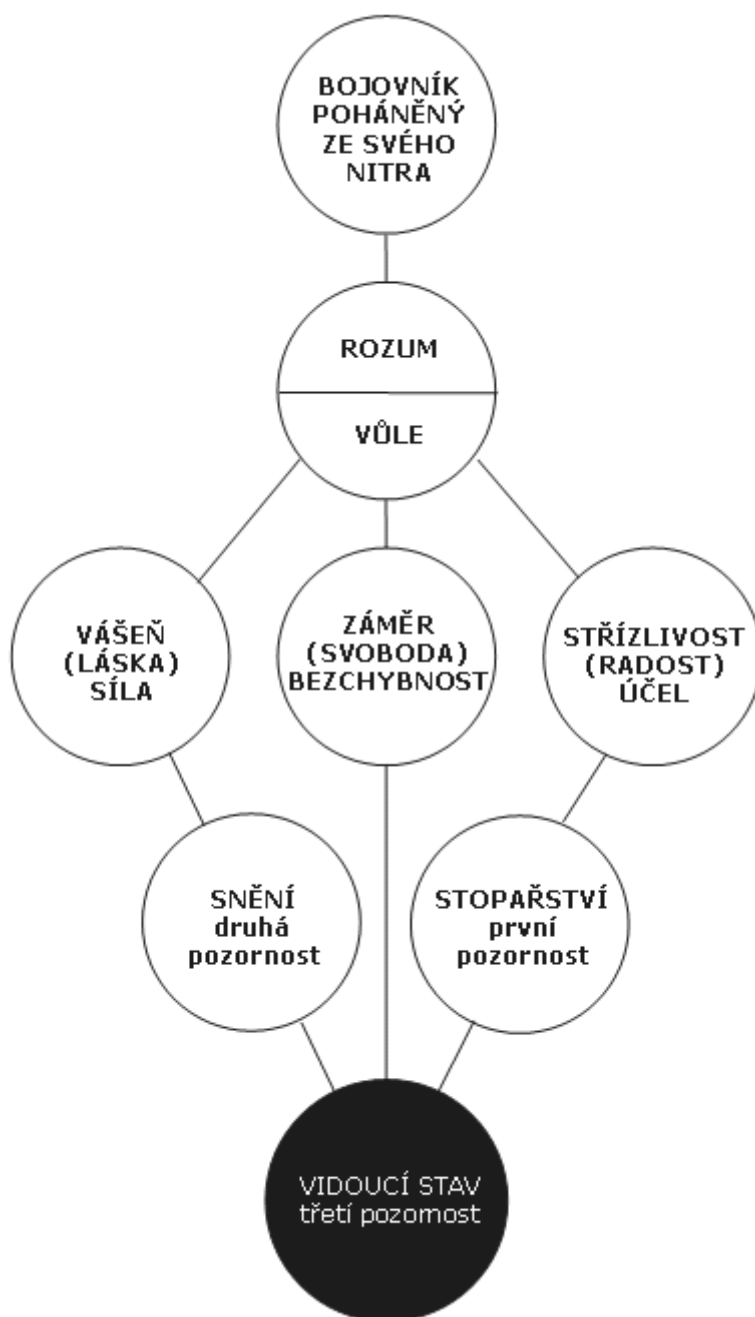 BOJOVNÍK
POHÁNĚNÝ
ZE SVÉHO
NITRA
ROZUM
VŮLE
VÁŠEŇ
(LÁSKA)
SÍLA
ZÁMĚR
(SVOBODA)
BEZCHYBNOST
STŘÍZLIVOST
(RADOST)
ÚČEL
SNĚNÍ
druhá
pozornost
STOPAŘSTVÍ
první
pozornost
VIDOUCÍ STAV
třetí pozornost